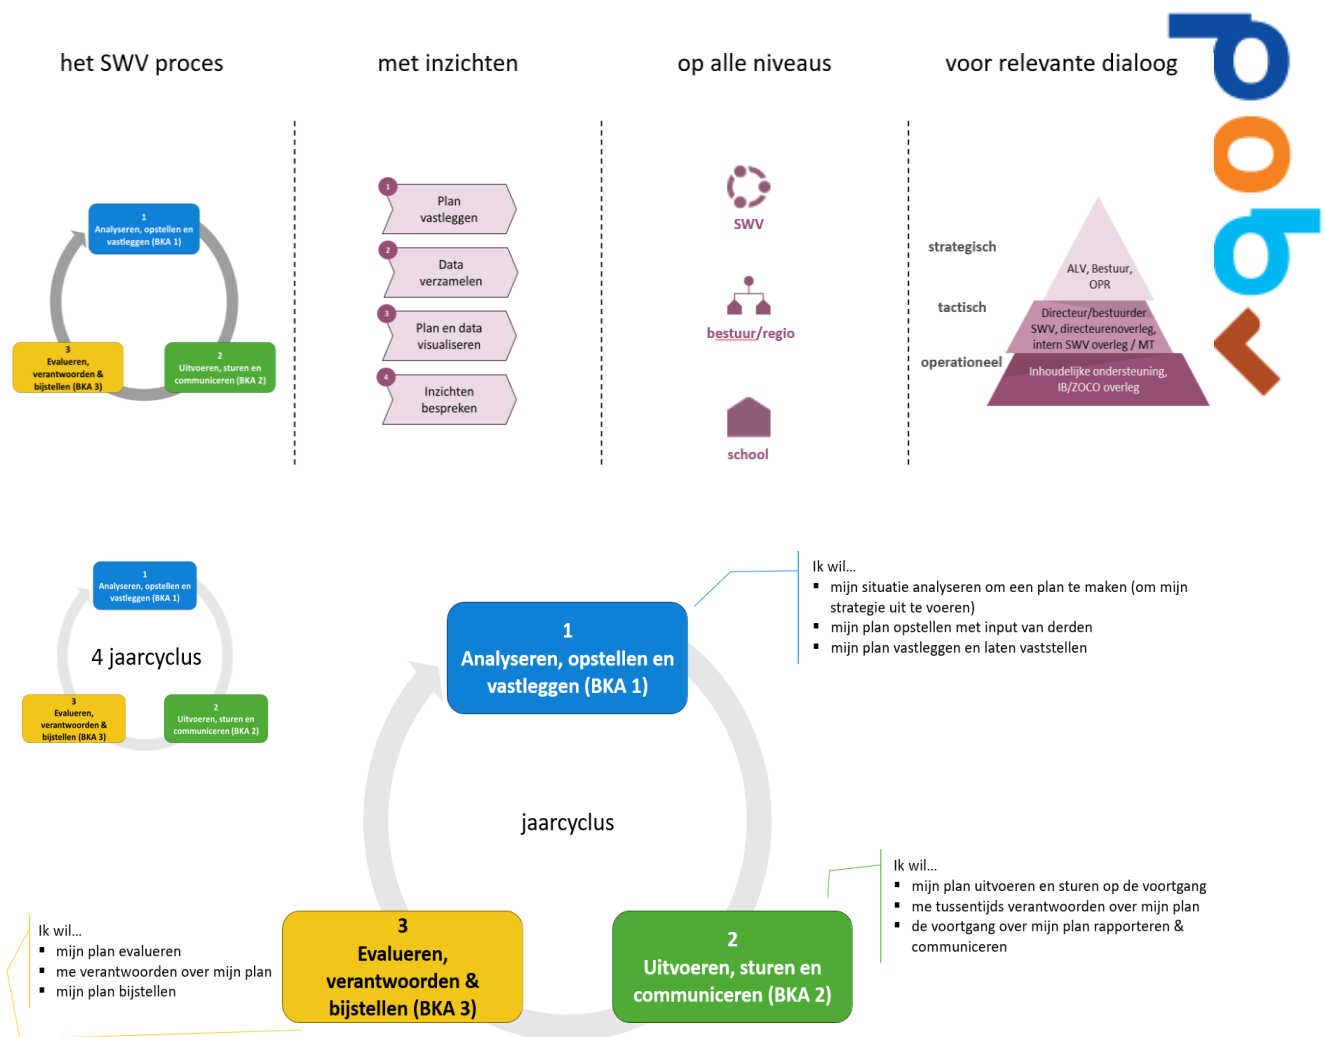 het SWV proces
met inzichten
op alle niveaus
voor relevante dialoog
1
Analyseren, opstellen en
vastleggen (BKA 1)
3
Evalueren,
verantwoorden &
bijstellen (BKA 3)
2
Uitvoeren, sturen en
communiceren (BKA 2)
1
Plan
vastleggen
2
Data
verzamelen
3
Plan en data
visualiseren
4
Inzichten
bespreken
SWV
bestuur/regio
school
strategisch
tactisch
operationeel
ALV, Bestuur,
OPR
Directeur/bestuurder
SWV, directeurenoverleg,
intern SWV overleg / MT
Inhoudelijke ondersteuning,
IB/ZOCO overleg
1
Analyseren, opstellen en
vastleggen (BKA 1)
4 jaarcyclus
3
Evalueren,
verantwoorden &
bijstellen (BKA 3)
2
Uitvoeren, sturen en
communiceren (BKA 2)
1
Analyseren, opstellen en
vastleggen (BKA 1)
Ik wil...
▪ mijn situatie analyseren om een plan te maken (om mijn
strategie uit te voeren)
▪ mijn plan opstellen met input van derden
▪ mijn plan vastleggen en laten vaststellen
jaarcyclus
2
Uitvoeren, sturen en
communiceren (BKA 2)
Ik wil...
▪ mijn plan uitvoeren en sturen op de voortgang
▪ me tussentijds verantwoorden over mijn plan
▪ de voortgang over mijn plan rapporteren &
communiceren
3
Evalueren,
verantwoorden &
bijstellen (BKA 3)
Ik wil...
▪ mijn plan evalueren
▪ me verantwoorden over mijn plan
▪ mijn plan bijstellen